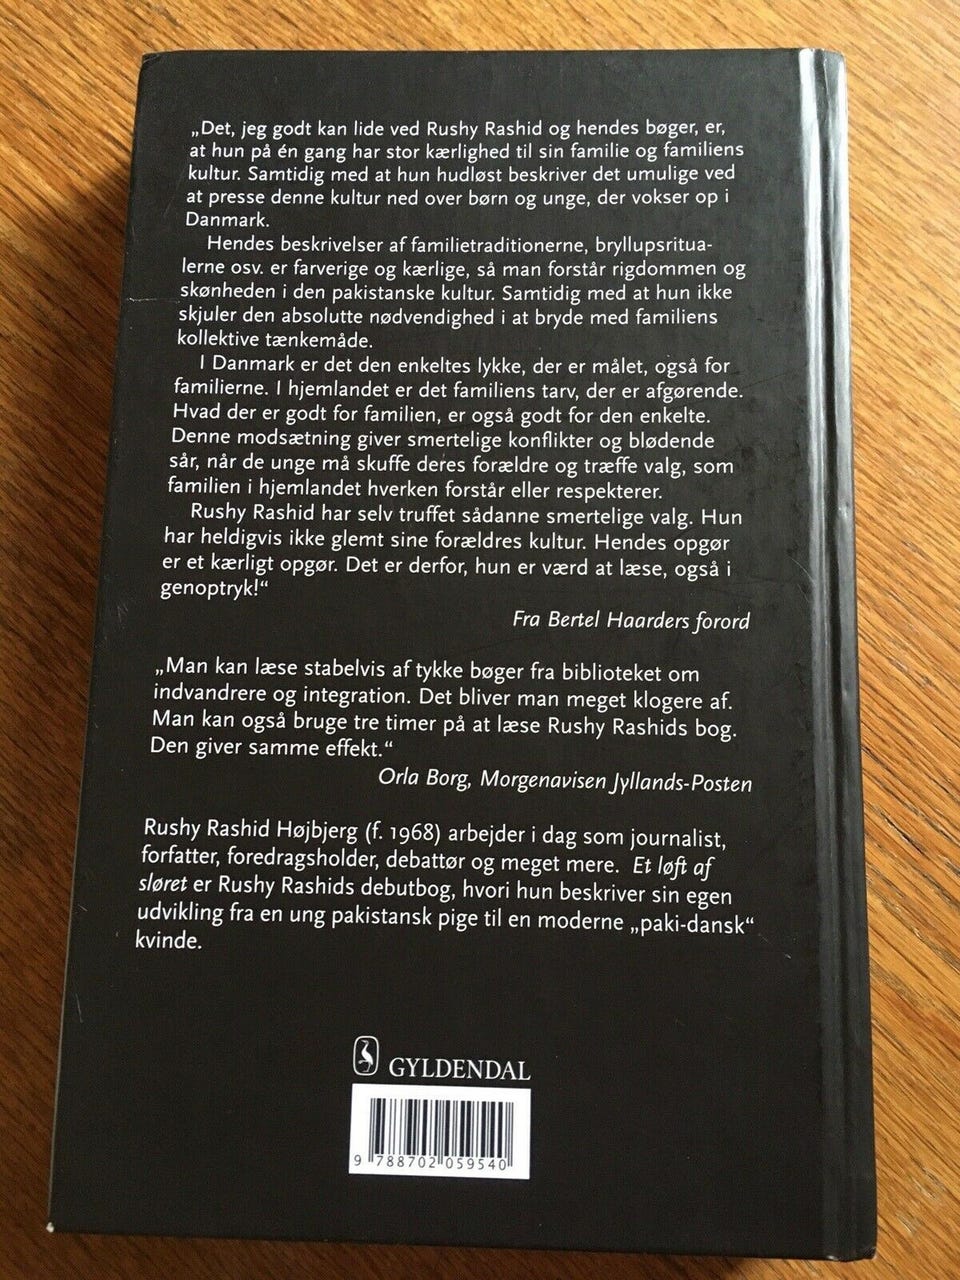 „Det, jeg godt kan lide ved Rushy Rashid og hendes bøger, er,
at hun på én gang har stor kærlighed til sin familie og familiens
kultur. Samtidig med at hun hudløst beskriver det umulige ved
at presse denne kultur ned over børn og unge, der vokser op i
Danmark.
Hendes beskrivelser af familietraditionerne, bryllupsritua-
lerne osv. er farverige og kærlige, så man forstår rigdommen og
skønheden i den pakistanske kultur. Samtidig med at hun ikke
skjuler den absolutte nødvendighed i at bryde med familiens
kollektive tænkemåde.
I Danmark er det den enkeltes lykke, der er målet, også for
familierne. I hjemlandet er det familiens tarv, der er afgørende.
Hvad der er godt for familien, er også godt for den enkelte.
Denne modsætning giver smertelige konflikter og blødende
sår, når de unge må skuffe deres forældre og træffe valg, som
familien i hjemlandet hverken forstår eller respekterer.
Rushy Rashid har selv truffet sådanne smertelige valg. Hun
har heldigvis ikke glemt sine forældres kultur. Hendes opgør
er et kærligt opgør. Det er derfor, hun er værd at læse, også i
genoptryk!“
Fra Bertel Haarders forord
„Man kan læse stabelvis af tykke bøger fra biblioteket om
indvandrere og integration. Det bliver man meget klogere af.
Man kan også bruge tre timer på at læse Rushy Rashids bog.
Den giver samme effekt.“
Orla Borg, Morgenavisen Jyllands-Posten
Rushy Rashid Højbjerg (f. 1968) arbejder i dag som journalist,
forfatter, foredragsholder, debattør og meget mere. Et løft af
sløret er Rushy Rashids debutbog, hvori hun beskriver sin egen
udvikling fra en ung pakistansk pige til en moderne „paki-dansk“
kvinde.
GYLDENDAL
9 788702 059540